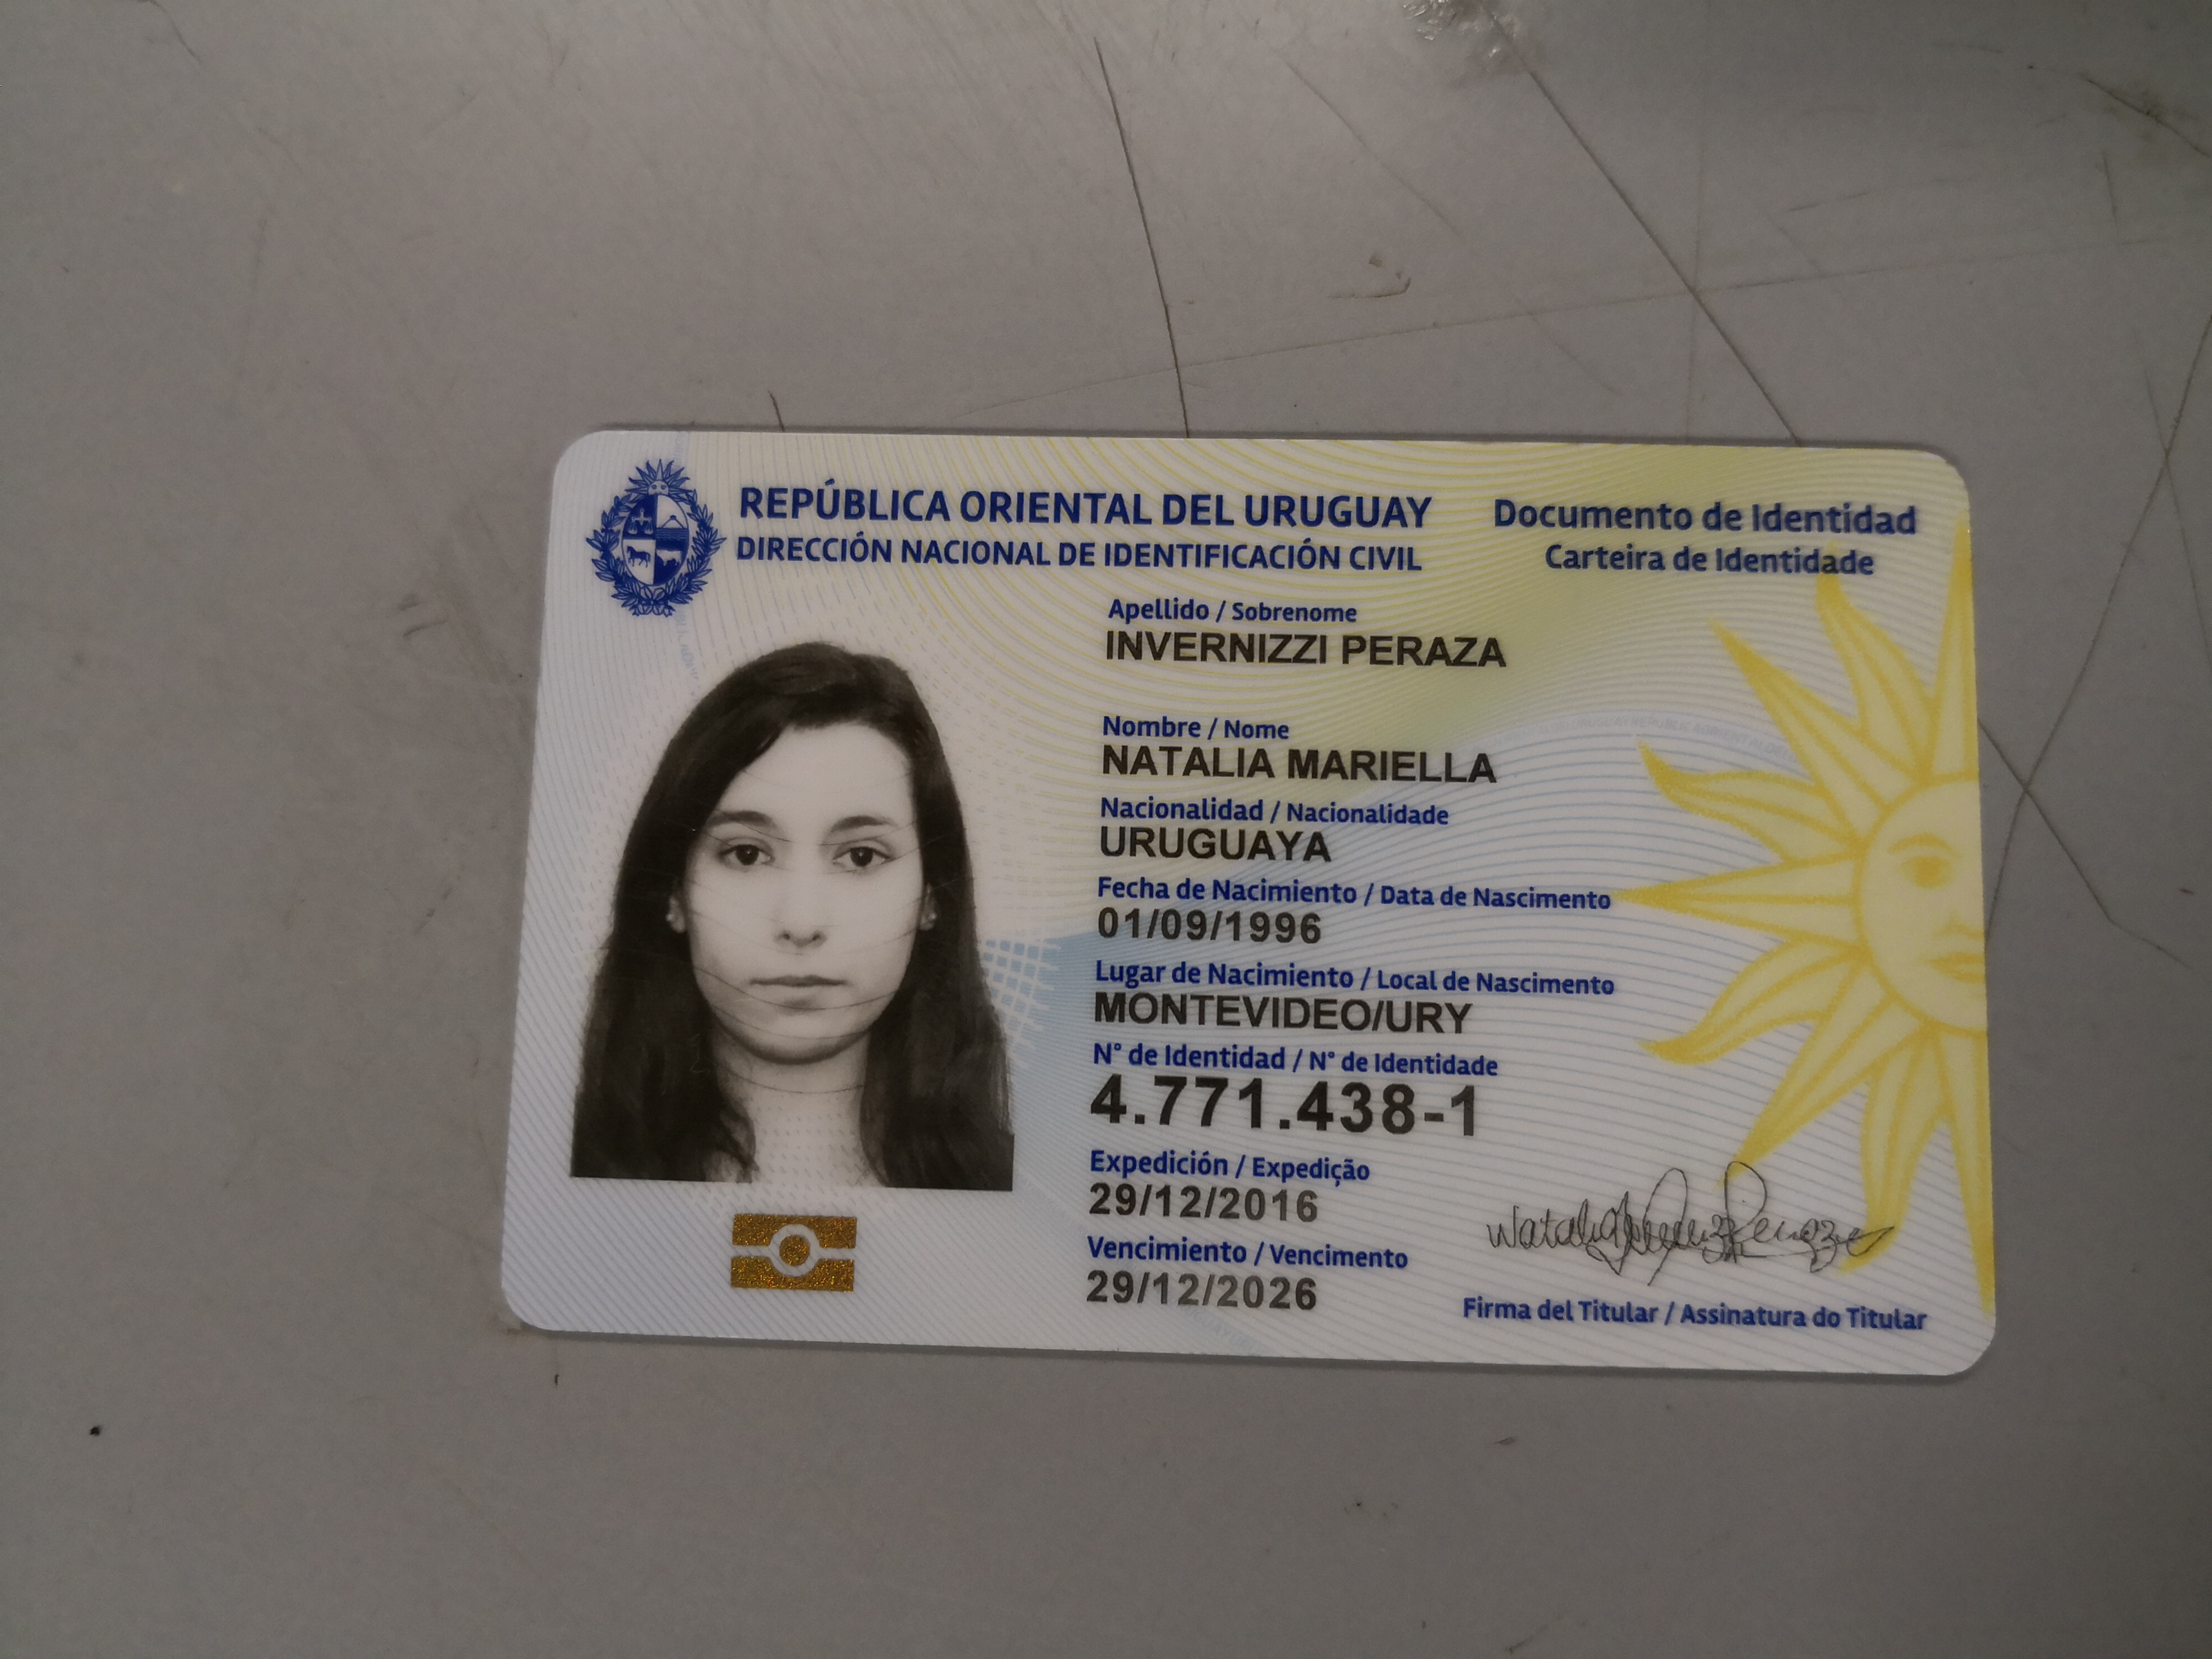 REPÚBLICA ORIENTAL DEL URUGUAY
DIRECCIÓN NACIONAL DE IDENTIFICACIÓN CIVIL
Documento de Identidad
Carteira de Identidade
Apellido / Sobrenome
INVERNIZZI PERAZA
Nombre / Nome
NATALIA MARIELLA
Nacionalidad / Nacionalidade
URUGUAYA
Fecha de Nacimiento / Data de Nascimento
01/09/1996
Lugar de Nacimiento / Local de Nascimento
MONTEVIDEO/URY
N° de Identidad / N° de Identidade
4.771.438-1
Expedición / Expedição
29/12/2016
Vencimiento / Vencimento
29/12/2026
Firma del Titular / Assinatura do Titular